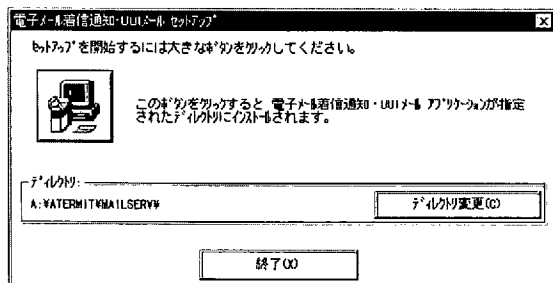 電子メール着信通知・UUIメール セットアップ
セットアップを開始するには大きなボタンをクリックしてください。
このボタンをクリックすると 電子メール着信通知・UUIメール アプリケーションが指定
されたディレクトリにインストールされます。
ディレクトリ:
A:¥ATERMIT¥MAILSERV¥
ディレクトリ変更(C)
終了(X)